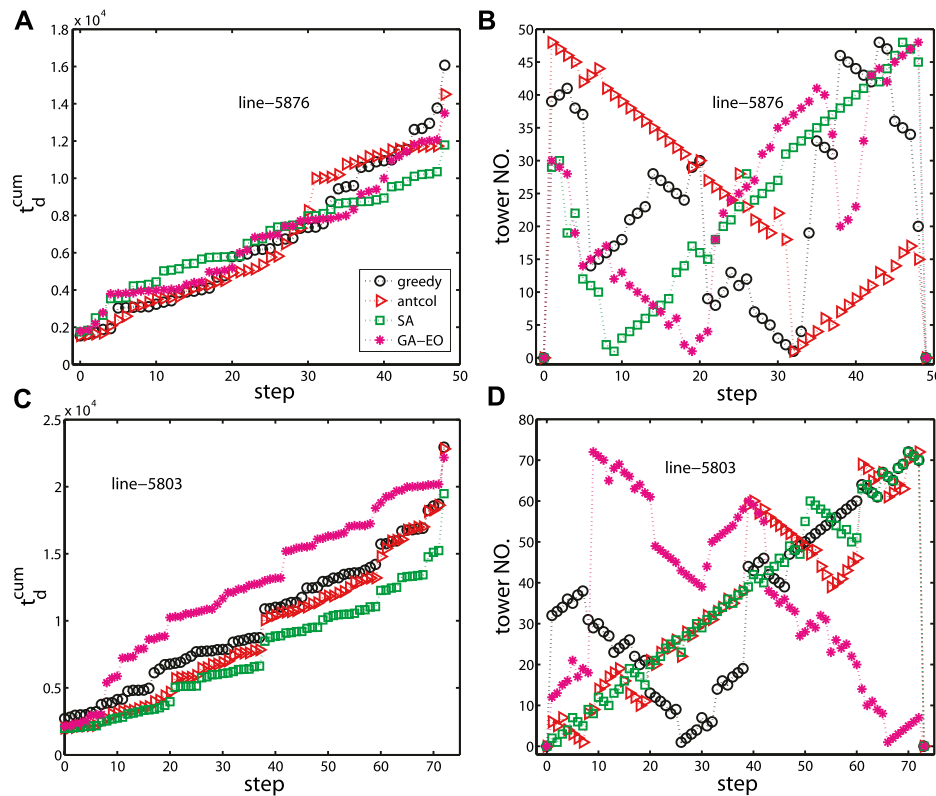 A
x 10⁴
1.8
1.6
1.4
1.2
1.0
0.8
0.6
0.4
0.2
0
t_d^cum
line−5876
greedy
antcol
SA
GA−EO
0 10 20 30 40 50
step
B
50
45
40
35
30
25
20
15
10
5
0
tower NO.
line−5876
0 10 20 30 40 50
step
C
x 10⁴
2.5
2.0
1.5
1.0
0.5
0
t_d^cum
line−5803
0 10 20 30 40 50 60 70
step
D
80
70
60
50
40
30
20
10
0
tower NO.
line−5803
0 10 20 30 40 50 60 70
step